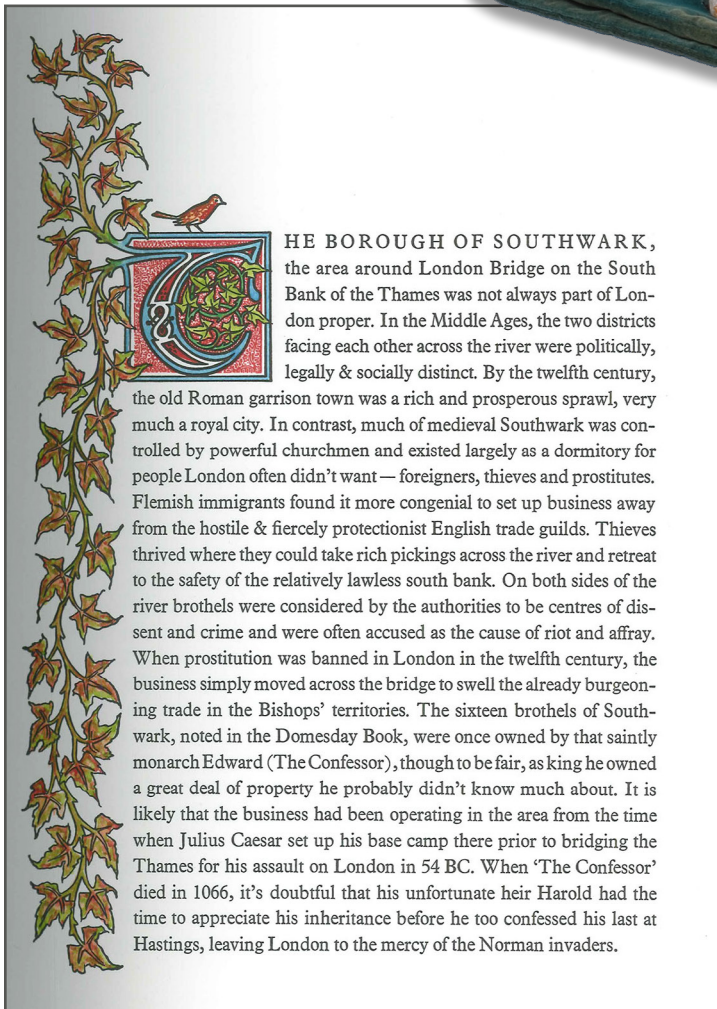 THE BOROUGH OF SOUTHWARK,
the area around London Bridge on the South
Bank of the Thames was not always part of Lon-
don proper. In the Middle Ages, the two districts
facing each other across the river were politically,
legally & socially distinct. By the twelfth century,
the old Roman garrison town was a rich and prosperous sprawl, very
much a royal city. In contrast, much of medieval Southwark was con-
trolled by powerful churchmen and existed largely as a dormitory for
people London often didn't want — foreigners, thieves and prostitutes.
Flemish immigrants found it more congenial to set up business away
from the hostile & fiercely protectionist English trade guilds. Thieves
thrived where they could take rich pickings across the river and retreat
to the safety of the relatively lawless south bank. On both sides of the
river brothels were considered by the authorities to be centres of dis-
sent and crime and were often accused as the cause of riot and affray.
When prostitution was banned in London in the twelfth century, the
business simply moved across the bridge to swell the already burgeon-
ing trade in the Bishops' territories. The sixteen brothels of South-
wark, noted in the Domesday Book, were once owned by that saintly
monarch Edward (The Confessor), though to be fair, as king he owned
a great deal of property he probably didn't know much about. It is
likely that the business had been operating in the area from the time
when Julius Caesar set up his base camp there prior to bridging the
Thames for his assault on London in 54 BC. When 'The Confessor'
died in 1066, it's doubtful that his unfortunate heir Harold had the
time to appreciate his inheritance before he too confessed his last at
Hastings, leaving London to the mercy of the Norman invaders.